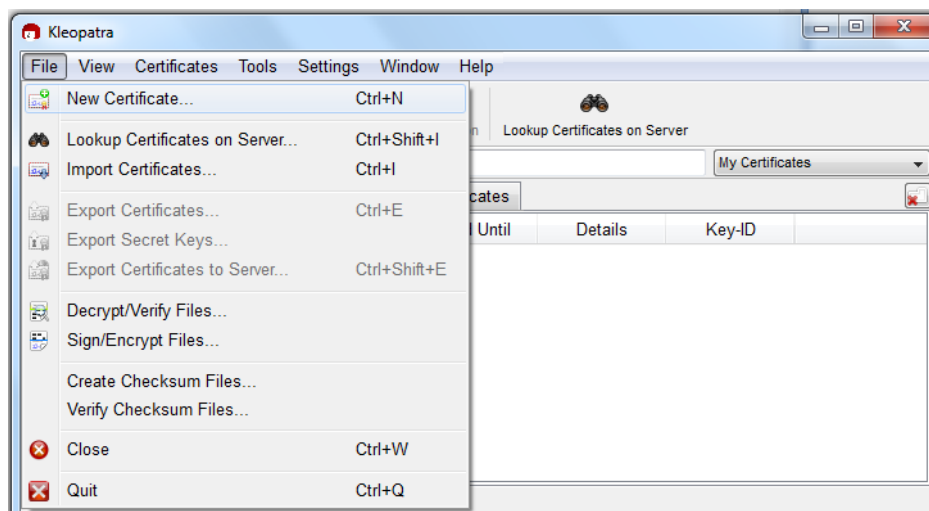 Kleopatra
File View Certificates Tools Settings Window Help
New Certificate... Ctrl+N
Lookup Certificates on Server... Ctrl+Shift+I
Import Certificates... Ctrl+I
Export Certificates... Ctrl+E
Export Secret Keys...
Export Certificates to Server... Ctrl+Shift+E
Decrypt/Verify Files...
Sign/Encrypt Files...
Create Checksum Files...
Verify Checksum Files...
Close Ctrl+W
Quit Ctrl+Q
n Lookup Certificates on Server
My Certificates
cates
l Until Details Key-ID